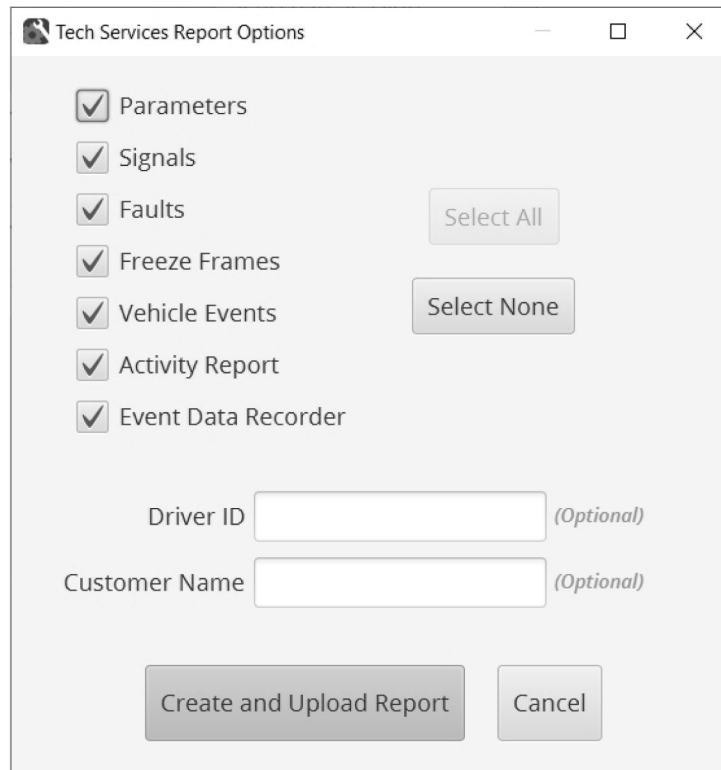 Tech Services Report Options
Parameters
Signals
Faults
Select All
Freeze Frames
Vehicle Events
Select None
Activity Report
Event Data Recorder
Driver ID (Optional)
Customer Name (Optional)
Create and Upload Report Cancel